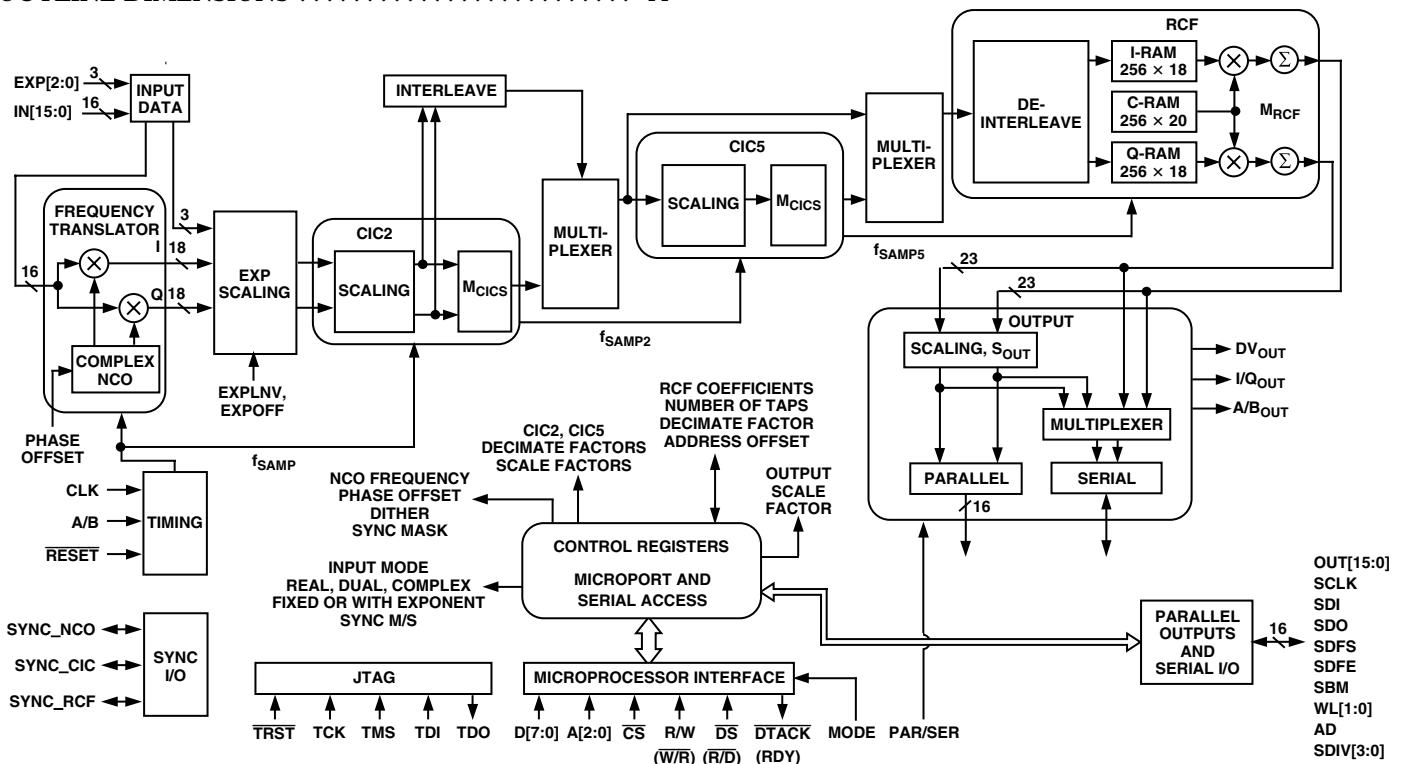 RCF
EXP[2:0]
3
IN[15:0]
16
INPUT
DATA
INTERLEAVE
DE-
INTERLEAVE
I-RAM
256 × 18
C-RAM
256 × 20
Q-RAM
256 × 18
×
Σ
MRCF
×
Σ
MULTI-
PLEXER
CIC5
SCALING
MCICS
fSAMP5
MULTI-
PLEXER
FREQUENCY
TRANSLATOR
3
I
18
×
16
Q
18
×
COMPLEX
NCO
EXP
SCALING
EXPLNV,
EXPOFF
CIC2
SCALING
MCICS
fSAMP2
PHASE
OFFSET
fSAMP
CLK
A/B
RESET
TIMING
23
23
OUTPUT
SCALING, SOUT
MULTIPLEXER
PARALLEL
SERIAL
16
DVOUT
I/QOUT
A/BOUT
RCF COEFFICIENTS
NUMBER OF TAPS
DECIMATE FACTOR
ADDRESS OFFSET
CIC2, CIC5
DECIMATE FACTORS
SCALE FACTORS
OUTPUT
SCALE
FACTOR
NCO FREQUENCY
PHASE OFFSET
DITHER
SYNC MASK
CONTROL REGISTERS
MICROPORT AND
SERIAL ACCESS
INPUT MODE
REAL, DUAL, COMPLEX
FIXED OR WITH EXPONENT
SYNC M/S
SYNC_NCO
SYNC_CIC
SYNC_RCF
SYNC
I/O
JTAG
TRST
TCK
TMS
TDI
TDO
MICROPROCESSOR INTERFACE
D[7:0]
A[2:0]
CS
R/W
(W/R)
DS
(R/D)
DTACK
(RDY)
MODE
PAR/SER
PARALLEL
OUTPUTS
AND
SERIAL I/O
16
OUT[15:0]
SCLK
SDI
SDO
SDFS
SDFE
SBM
WL[1:0]
AD
SDIV[3:0]